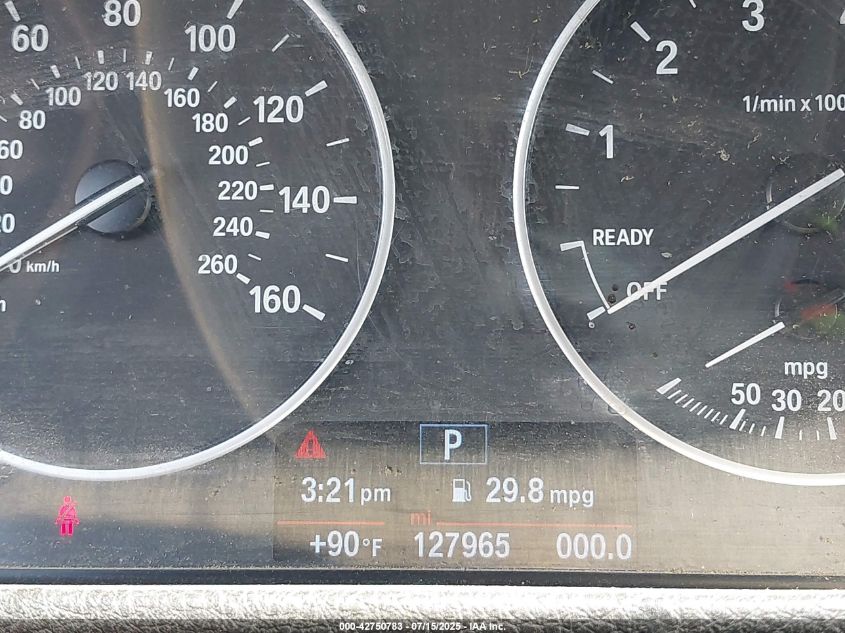 60 80 100 120 140 160
80 100 120 140 160 180 200 220 240 260
km/h
1 2 3
1/min x 100
READY
OFF
mpg
50 30 20
P
3:21 pm 29.8 mpg
mi
+90 °F 127965 000.0
000-42750783 - 07/15/2025 - IAA Inc.